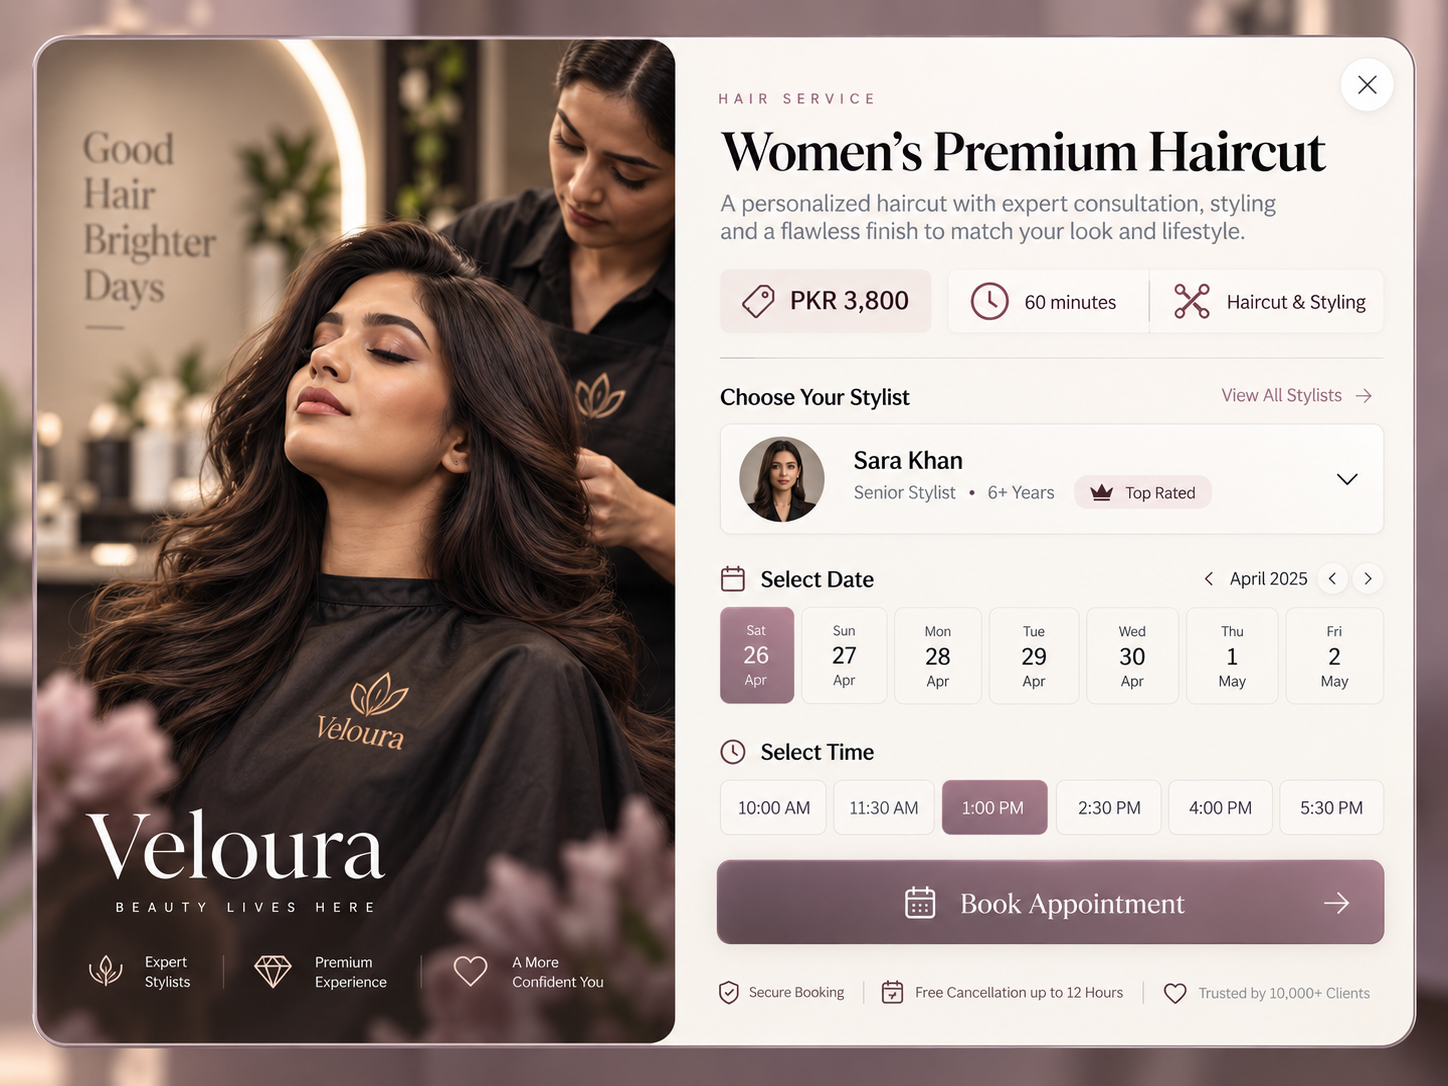 Good
Hair
Brighter
Days
Veloura
Veloura
BEAUTY LIVES HERE
Expert
Stylists
Premium
Experience
A More
Confident You
HAIR SERVICE
Women's Premium Haircut
A personalized haircut with expert consultation, styling
and a flawless finish to match your look and lifestyle.
PKR 3,800
60 minutes
Haircut & Styling
Choose Your Stylist
View All Stylists
Sara Khan
Senior Stylist • 6+ Years
Top Rated
Select Date
April 2025
Sat
26
Apr
Sun
27
Apr
Mon
28
Apr
Tue
29
Apr
Wed
30
Apr
Thu
1
May
Fri
2
May
Select Time
10:00 AM
11:30 AM
1:00 PM
2:30 PM
4:00 PM
5:30 PM
Book Appointment
Secure Booking
Free Cancellation up to 12 Hours
Trusted by 10,000+ Clients